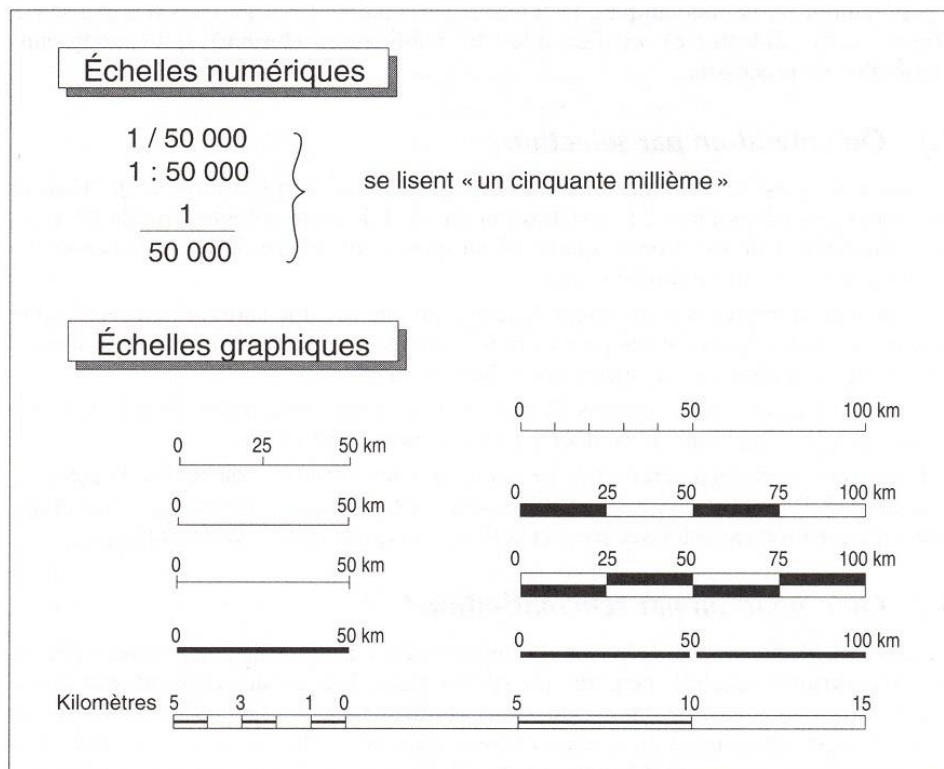 Échelles numériques
1 / 50 000
1 : 50 000
1
50 000
se lisent « un cinquante millième »
Échelles graphiques
0 25 50 km
0 50 km
0 50 km
0 50 km
0 50 100 km
0 25 50 75 100 km
0 25 50 75 100 km
0 50 100 km
Kilomètres 5 3 1 0 5 10 15